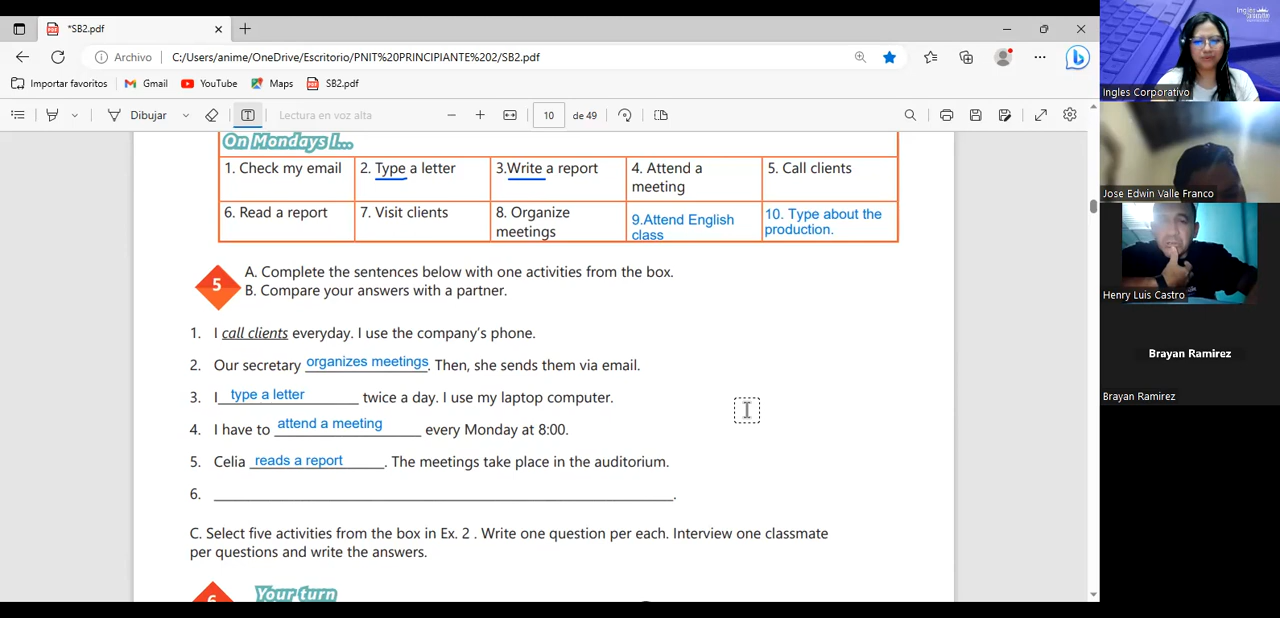 *SB2.pdf
Archivo C:/Users/anime/OneDrive/Escritorio/PNIT%20PRINCIPIANTE%202/SB2.pdf
Importar favoritos Gmail YouTube Maps SB2.pdf
Dibujar Lectura en voz alta 10 de 49
On Mondays I...
1. Check my email 2. Type a letter 3.Write a report 4. Attend a meeting 5. Call clients
6. Read a report 7. Visit clients 8. Organize meetings 9.Attend English class 10. Type about the production.
5
A. Complete the sentences below with one activities from the box.
B. Compare your answers with a partner.
1. I call clients everyday. I use the company's phone.
2. Our secretary organizes meetings. Then, she sends them via email.
3. I type a letter twice a day. I use my laptop computer.
4. I have to attend a meeting every Monday at 8:00.
5. Celia reads a report. The meetings take place in the auditorium.
6. .
C. Select five activities from the box in Ex. 2 . Write one question per each. Interview one classmate
per questions and write the answers.
6
Your turn
Ingles Corporativo
Jose Edwin Valle Franco
Henry Luis Castro
Brayan Ramirez
Brayan Ramirez